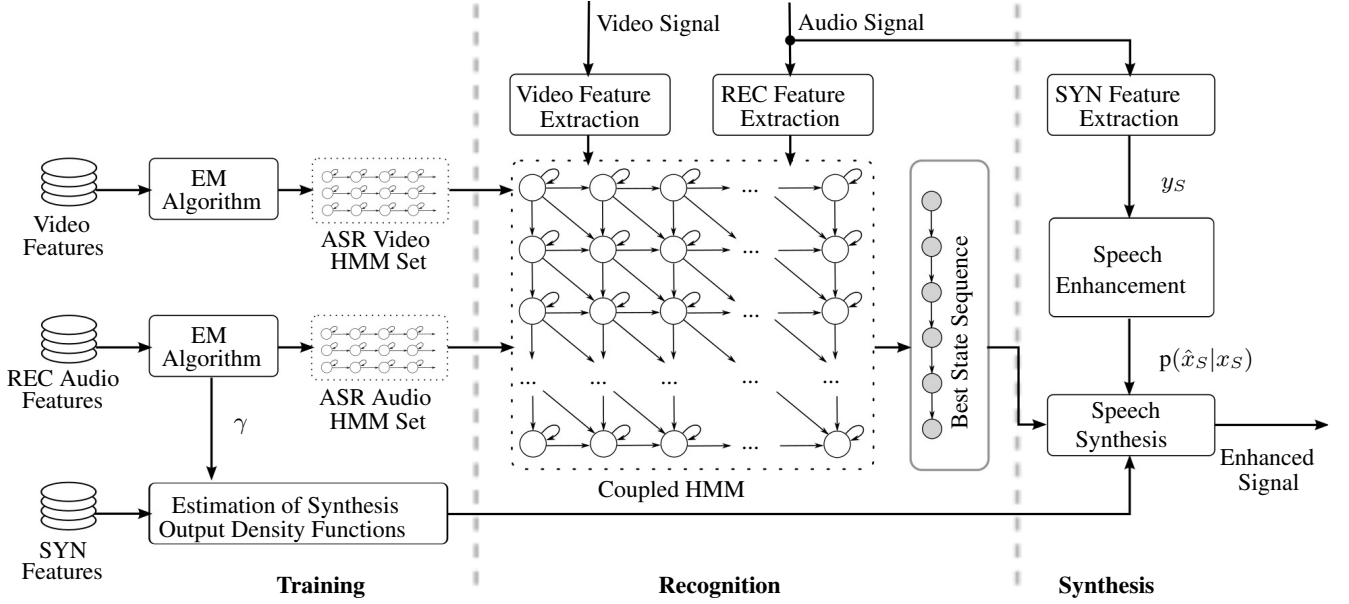 Video Signal
Audio Signal
Video Feature
Extraction
REC Feature
Extraction
SYN Feature
Extraction
Video
Features
EM
Algorithm
ASR Video
HMM Set
...
...
...
... ... ... ...
...
y_S
Speech
Enhancement
REC Audio
Features
EM
Algorithm
ASR Audio
HMM Set
γ
Coupled HMM
Best State Sequence
p(x̂_S|x_S)
Speech
Synthesis
Enhanced
Signal
SYN
Features
Estimation of Synthesis
Output Density Functions
Training
Recognition
Synthesis